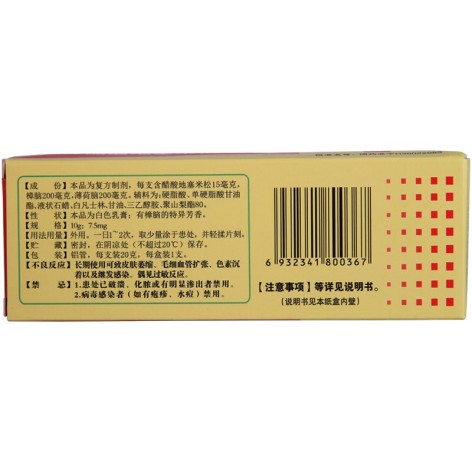 【成 份】本品为复方制剂，每支含醋酸地塞米松15毫克，
樟脑200毫克，薄荷脑200毫克。辅料为：硬脂酸、单硬脂酸甘油
酯、液状石蜡、白凡士林、甘油、三乙醇胺、聚山梨酯80。
【性 状】本品为白色乳膏；有樟脑的特异芳香。
【规 格】10g：7.5mg
【用法用量】外用，一日1~2次，取少量涂于患处，并轻揉片刻。
【贮 藏】密封，在阴凉处（不超过20℃）保存。
【包 装】铝管，每支装20克，每盒装1支
【不良反应】长期使用可致皮肤萎缩、毛细血管扩张、色素沉
着以及继发感染。偶见过敏反应。
【禁 忌】1.患处已破溃、化脓或有明显渗出者禁用。
2.病毒感染者（如有疱疹、水痘）禁用。
6 932341 800367
【注意事项】等详见说明书。
（说明书见本纸盒内壁）